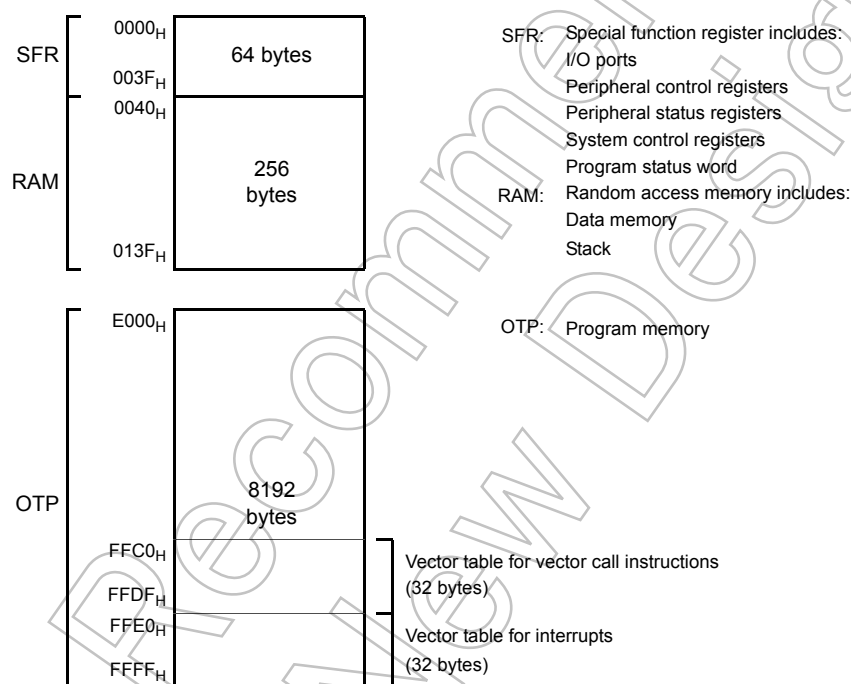 0000H
SFR
64 bytes
003FH
0040H
RAM
256
bytes
013FH
E000H
OTP
8192
bytes
FFC0H
FFDFH
FFE0H
FFFFH
Vector table for vector call instructions
(32 bytes)
Vector table for interrupts
(32 bytes)
SFR: Special function register includes:
I/O ports
Peripheral control registers
Peripheral status registers
System control registers
Program status word
RAM: Random access memory includes:
Data memory
Stack
OTP: Program memory